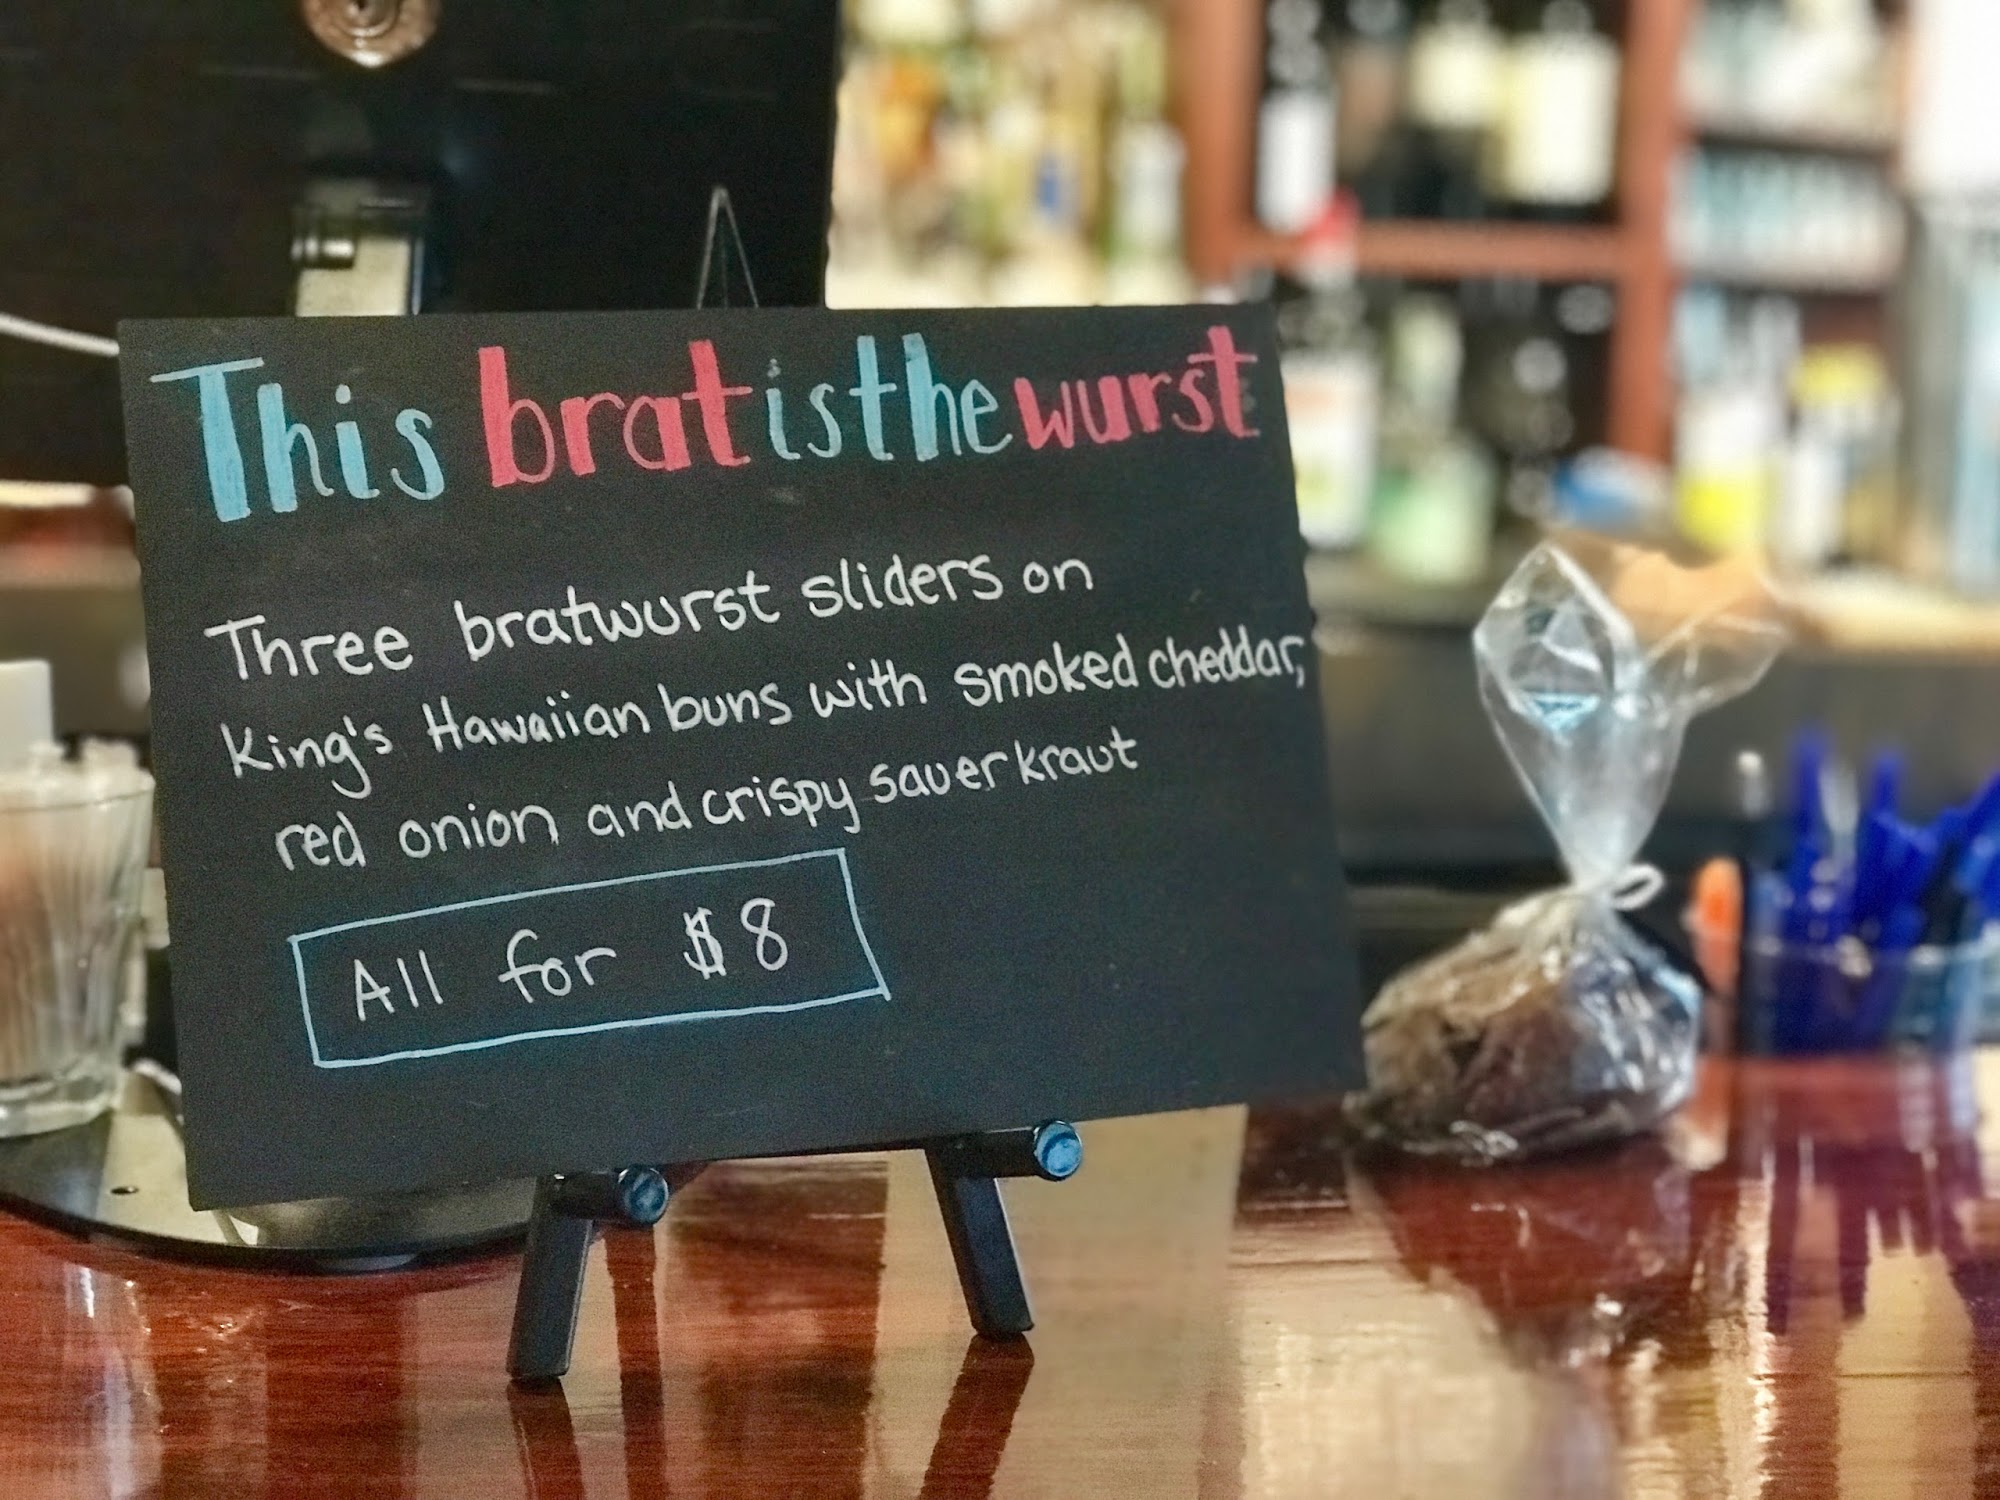 This brat is the wurst
Three bratwurst sliders on
King's Hawaiian buns with smoked cheddar,
red onion and crispy sauerkraut
All for $8